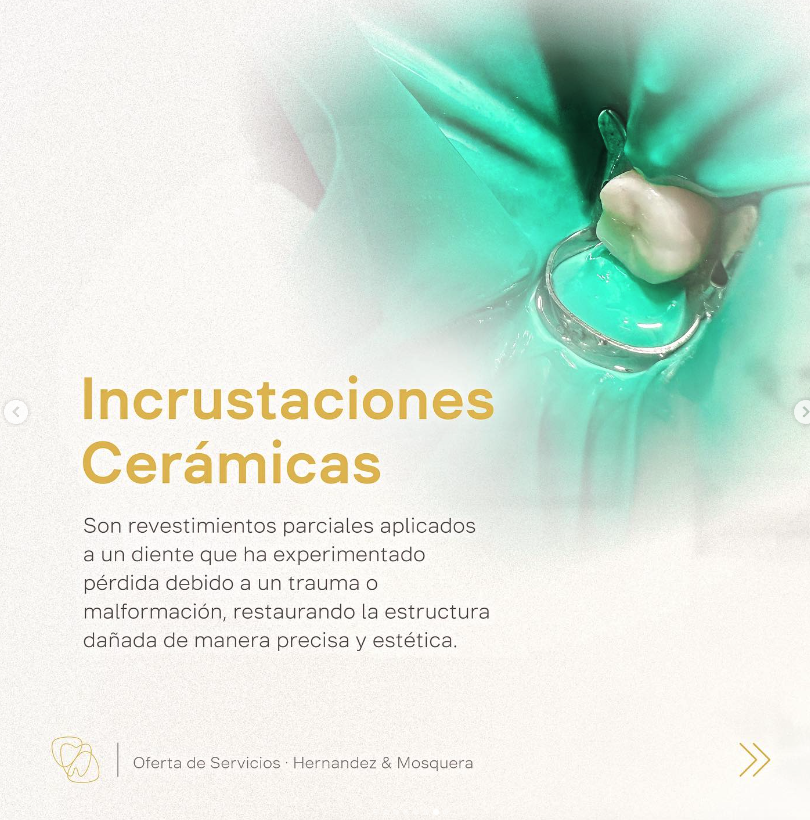 Incrustaciones
Cerámicas
Son revestimientos parciales aplicados
a un diente que ha experimentado
pérdida debido a un trauma o
malformación, restaurando la estructura
dañada de manera precisa y estética.
Oferta de Servicios · Hernandez & Mosquera